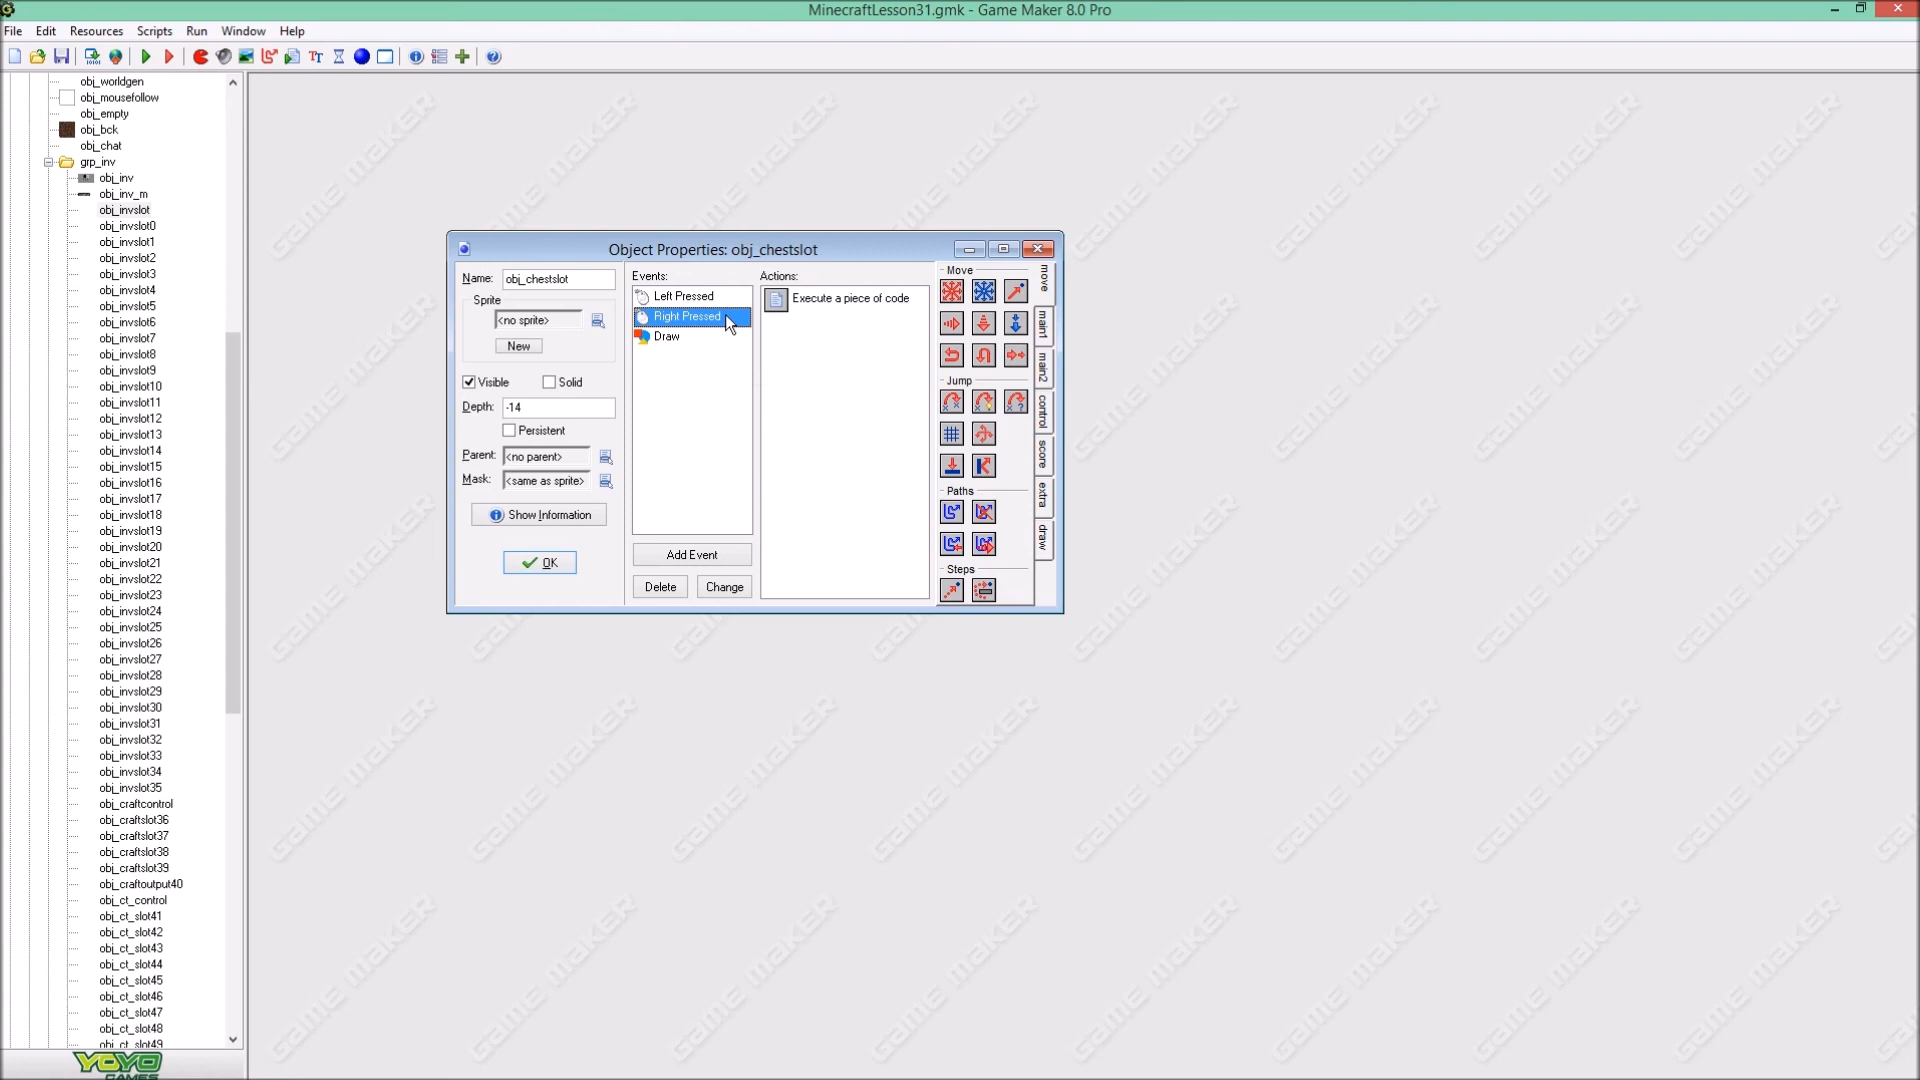 MinecraftLesson31.gmk - Game Maker 8.0 Pro
File Edit Resources Scripts Run Window Help
obj_worldgen
obj_mousefollow
obj_empty
obj_bck
obj_chat
grp_inv
obj_inv
obj_inv_m
obj_invslot
obj_invslot0
obj_invslot1
obj_invslot2
obj_invslot3
obj_invslot4
obj_invslot5
obj_invslot6
obj_invslot7
obj_invslot8
obj_invslot9
obj_invslot10
obj_invslot11
obj_invslot12
obj_invslot13
obj_invslot14
obj_invslot15
obj_invslot16
obj_invslot17
obj_invslot18
obj_invslot19
obj_invslot20
obj_invslot21
obj_invslot22
obj_invslot23
obj_invslot24
obj_invslot25
obj_invslot26
obj_invslot27
obj_invslot28
obj_invslot29
obj_invslot30
obj_invslot31
obj_invslot32
obj_invslot33
obj_invslot34
obj_invslot35
obj_craftcontrol
obj_craftslot36
obj_craftslot37
obj_craftslot38
obj_craftslot39
obj_craftoutput40
obj_ct_control
obj_ct_slot41
obj_ct_slot42
obj_ct_slot43
obj_ct_slot44
obj_ct_slot45
obj_ct_slot46
obj_ct_slot47
obj_ct_slot48
obj_ct_slot49
YOYO
GAMES
Object Properties: obj_chestslot
Name: obj_chestslot
Sprite
<no sprite>
New
Visible Solid
Depth: -14
Persistent
Parent: <no parent>
Mask: <same as sprite>
Show Information
OK
Events:
Left Pressed
Right Pressed
Draw
Add Event
Delete Change
Actions:
Execute a piece of code
Move
Jump
Paths
Steps
move
main1
main2
control
score
extra
draw
GAME MAKER